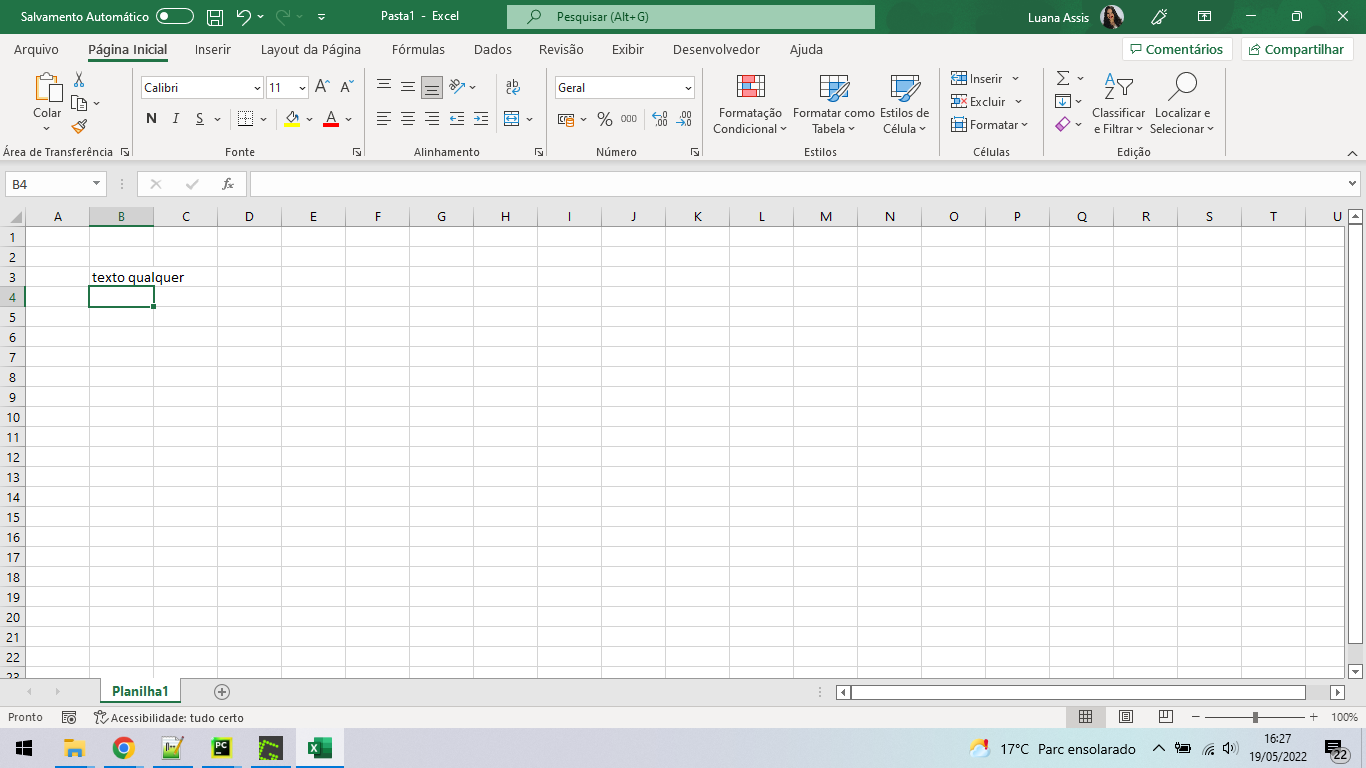 Salvamento Automático Pasta1 - Excel Pesquisar (Alt+G) Luana Assis
Arquivo Página Inicial Inserir Layout da Página Fórmulas Dados Revisão Exibir Desenvolvedor Ajuda Comentários Compartilhar
Colar
Calibri 11
N I S
Geral
% 000
Formatação Condicional
Formatar como Tabela
Estilos de Célula
Inserir
Excluir
Formatar
Classificar e Filtrar
Localizar e Selecionar
Área de Transferência Fonte Alinhamento Número Estilos Células Edição
B4 fx
A B C D E F G H I J K L M N O P Q R S T U
1
2
3 texto qualquer
4
5
6
7
8
9
10
11
12
13
14
15
16
17
18
19
20
21
22
23
Planilha1
Pronto Acessibilidade: tudo certo 100%
17°C Parc ensolarado 16:27
19/05/2022 22